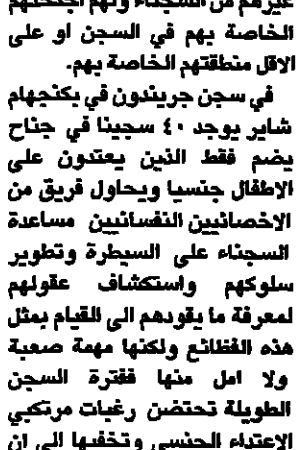 غيرهم من السجناء ولهم اجنحتهم
الخاصة بهم في السجن او على
الاقل منطقتهم الخاصة بهم.
في سجن جريندون في بكنجهام
شاير يوجد ٤٠ سجينا في جناح
يضم فقط الذين يعتدون على
الاطفال جنسيا ويحاول فريق من
الاخصائيين النفسانيين مساعدة
السجناء على السيطرة وتطوير
سلوكهم واستكشاف عقولهم
لمعرفة ما يقودهم الى القيام بمثل
هذه الفظائع ولكنها مهمة صعبة
ولا امل منها ففترة السجن
الطويلة تحتضن رغبات مرتكبي
الاعتداء الجنسي وتخفيها الى ان